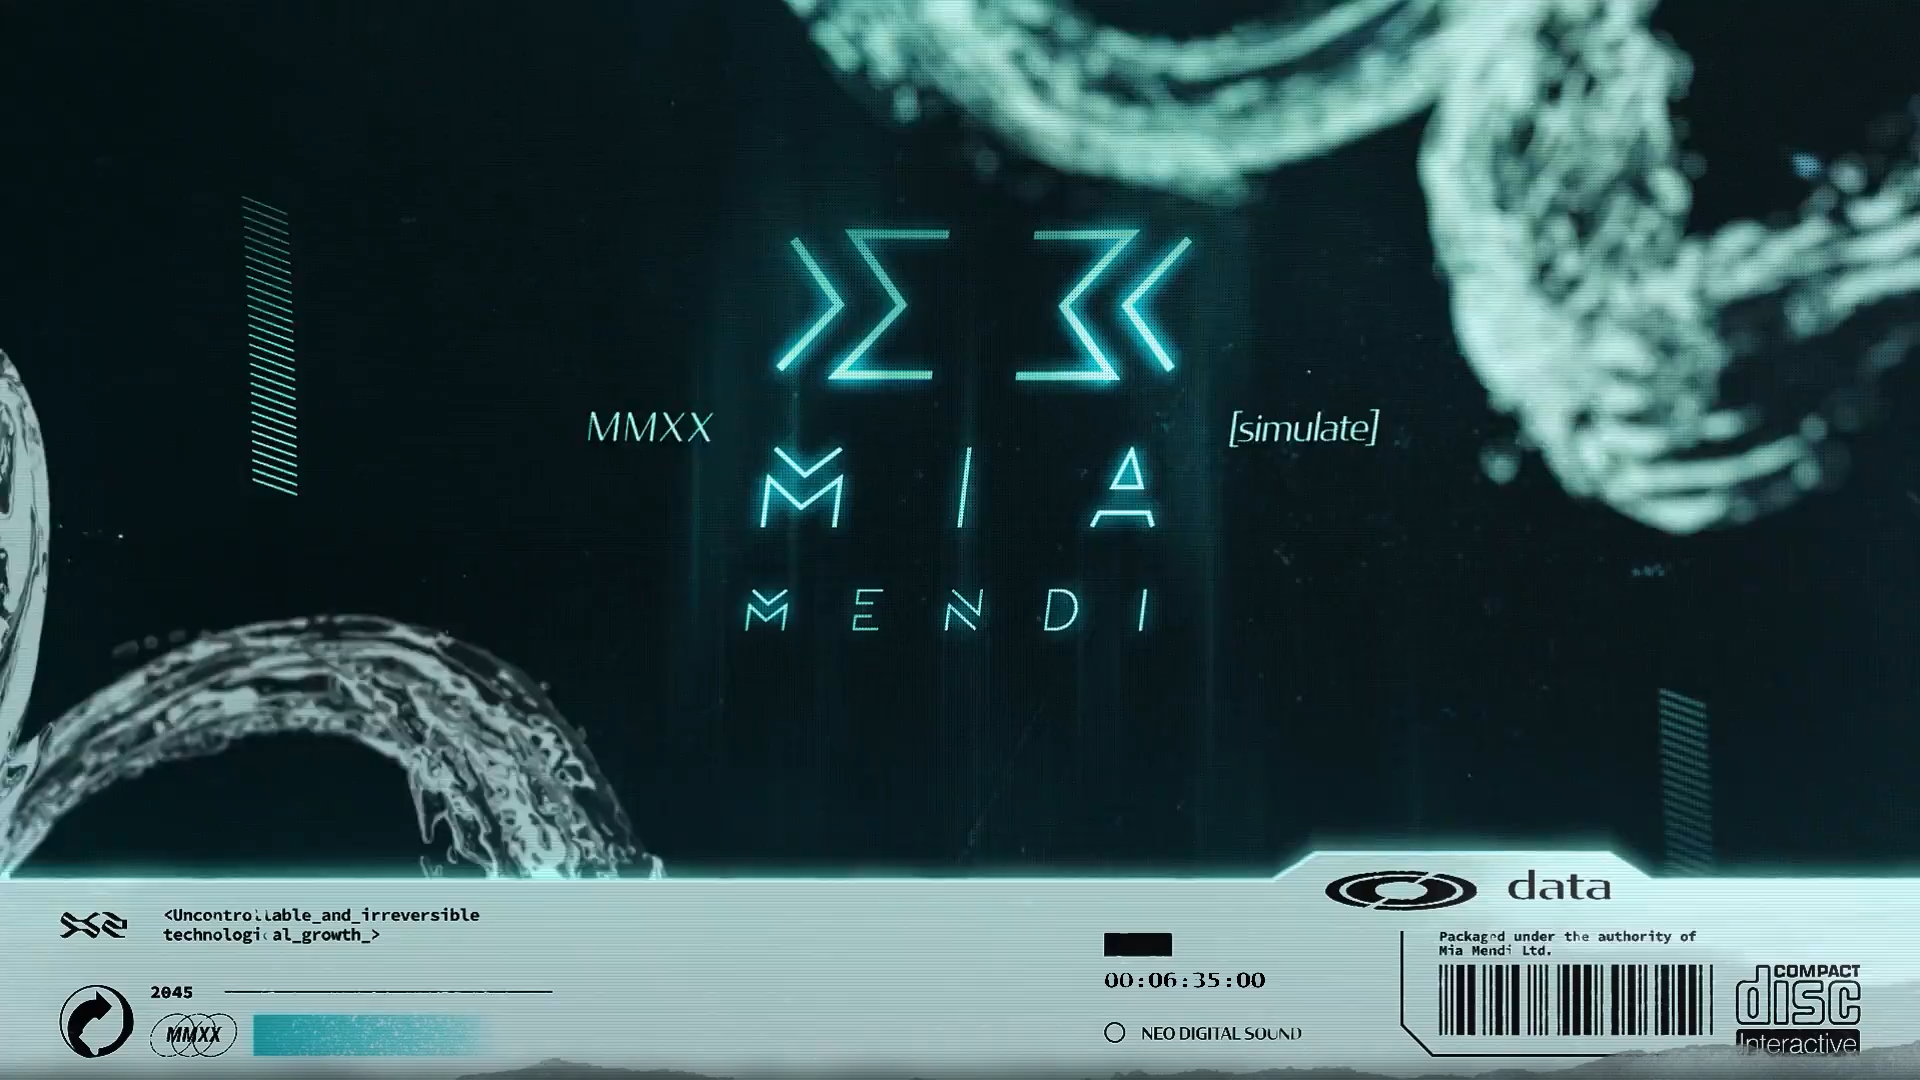 MMXX
[simulate]
MIA
MENDI
data
<Uncontrollable_and_irreversible
technological_growth_>
2045
MMXX
00:06:35:00
NEO DIGITAL SOUND
Packaged under the authority of
Mia Mendi Ltd.
COMPACT
disc
Interactive